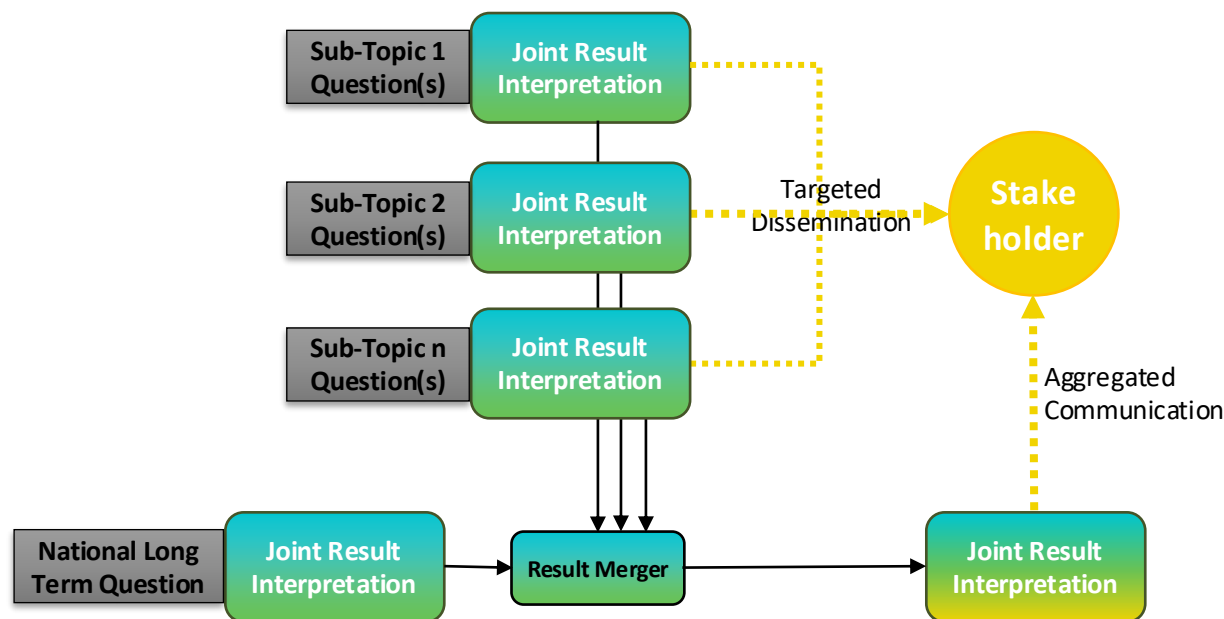 Sub-Topic 1
Question(s)
Joint Result
Interpretation
Sub-Topic 2
Question(s)
Joint Result
Interpretation
Targeted
Dissemination
Stake
holder
Sub-Topic n
Question(s)
Joint Result
Interpretation
Aggregated
Communication
National Long
Term Question
Joint Result
Interpretation
Result Merger
Joint Result
Interpretation